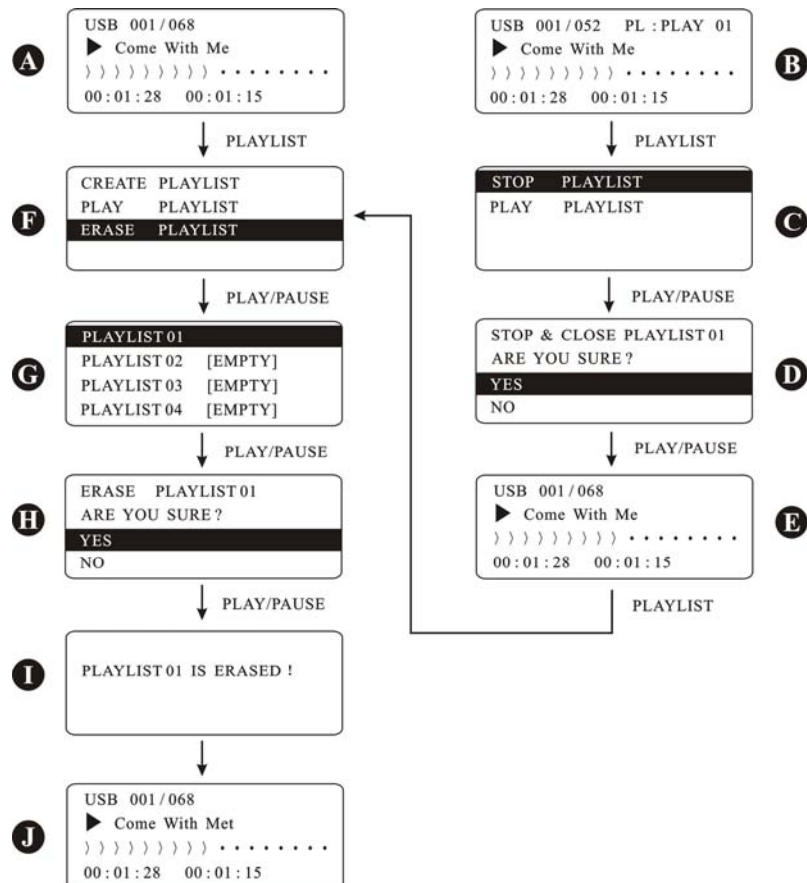 A
USB 001/068
▶ Come With Me
〉〉〉〉〉〉〉〉〉••••••••
00:01:28 00:01:15
PLAYLIST
F
CREATE PLAYLIST
PLAY PLAYLIST
ERASE PLAYLIST
PLAY/PAUSE
G
PLAYLIST 01
PLAYLIST 02 [EMPTY]
PLAYLIST 03 [EMPTY]
PLAYLIST 04 [EMPTY]
PLAY/PAUSE
H
ERASE PLAYLIST 01
ARE YOU SURE?
YES
NO
PLAY/PAUSE
I
PLAYLIST 01 IS ERASED !
J
USB 001/068
▶ Come With Met
〉〉〉〉〉〉〉〉〉••••••••
00:01:28 00:01:15
B
USB 001/052 PL:PLAY 01
▶ Come With Me
〉〉〉〉〉〉〉〉〉••••••••
00:01:28 00:01:15
PLAYLIST
C
STOP PLAYLIST
PLAY PLAYLIST
PLAY/PAUSE
D
STOP & CLOSE PLAYLIST 01
ARE YOU SURE?
YES
NO
PLAY/PAUSE
E
USB 001/068
▶ Come With Me
〉〉〉〉〉〉〉〉〉••••••••
00:01:28 00:01:15
PLAYLIST